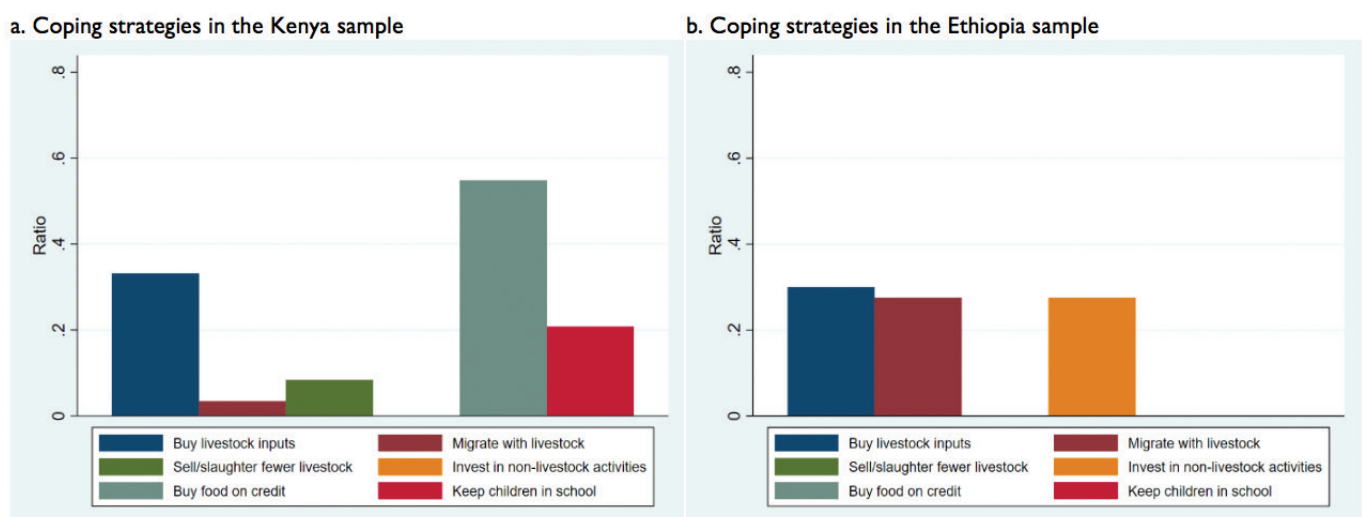 a. Coping strategies in the Kenya sample
.8
.6
.4
.2
0
Ratio
Buy livestock inputs
Migrate with livestock
Sell/slaughter fewer livestock
Invest in non-livestock activities
Buy food on credit
Keep children in school
b. Coping strategies in the Ethiopia sample
.8
.6
.4
.2
0
Ratio
Buy livestock inputs
Migrate with livestock
Sell/slaughter fewer livestock
Invest in non-livestock activities
Buy food on credit
Keep children in school